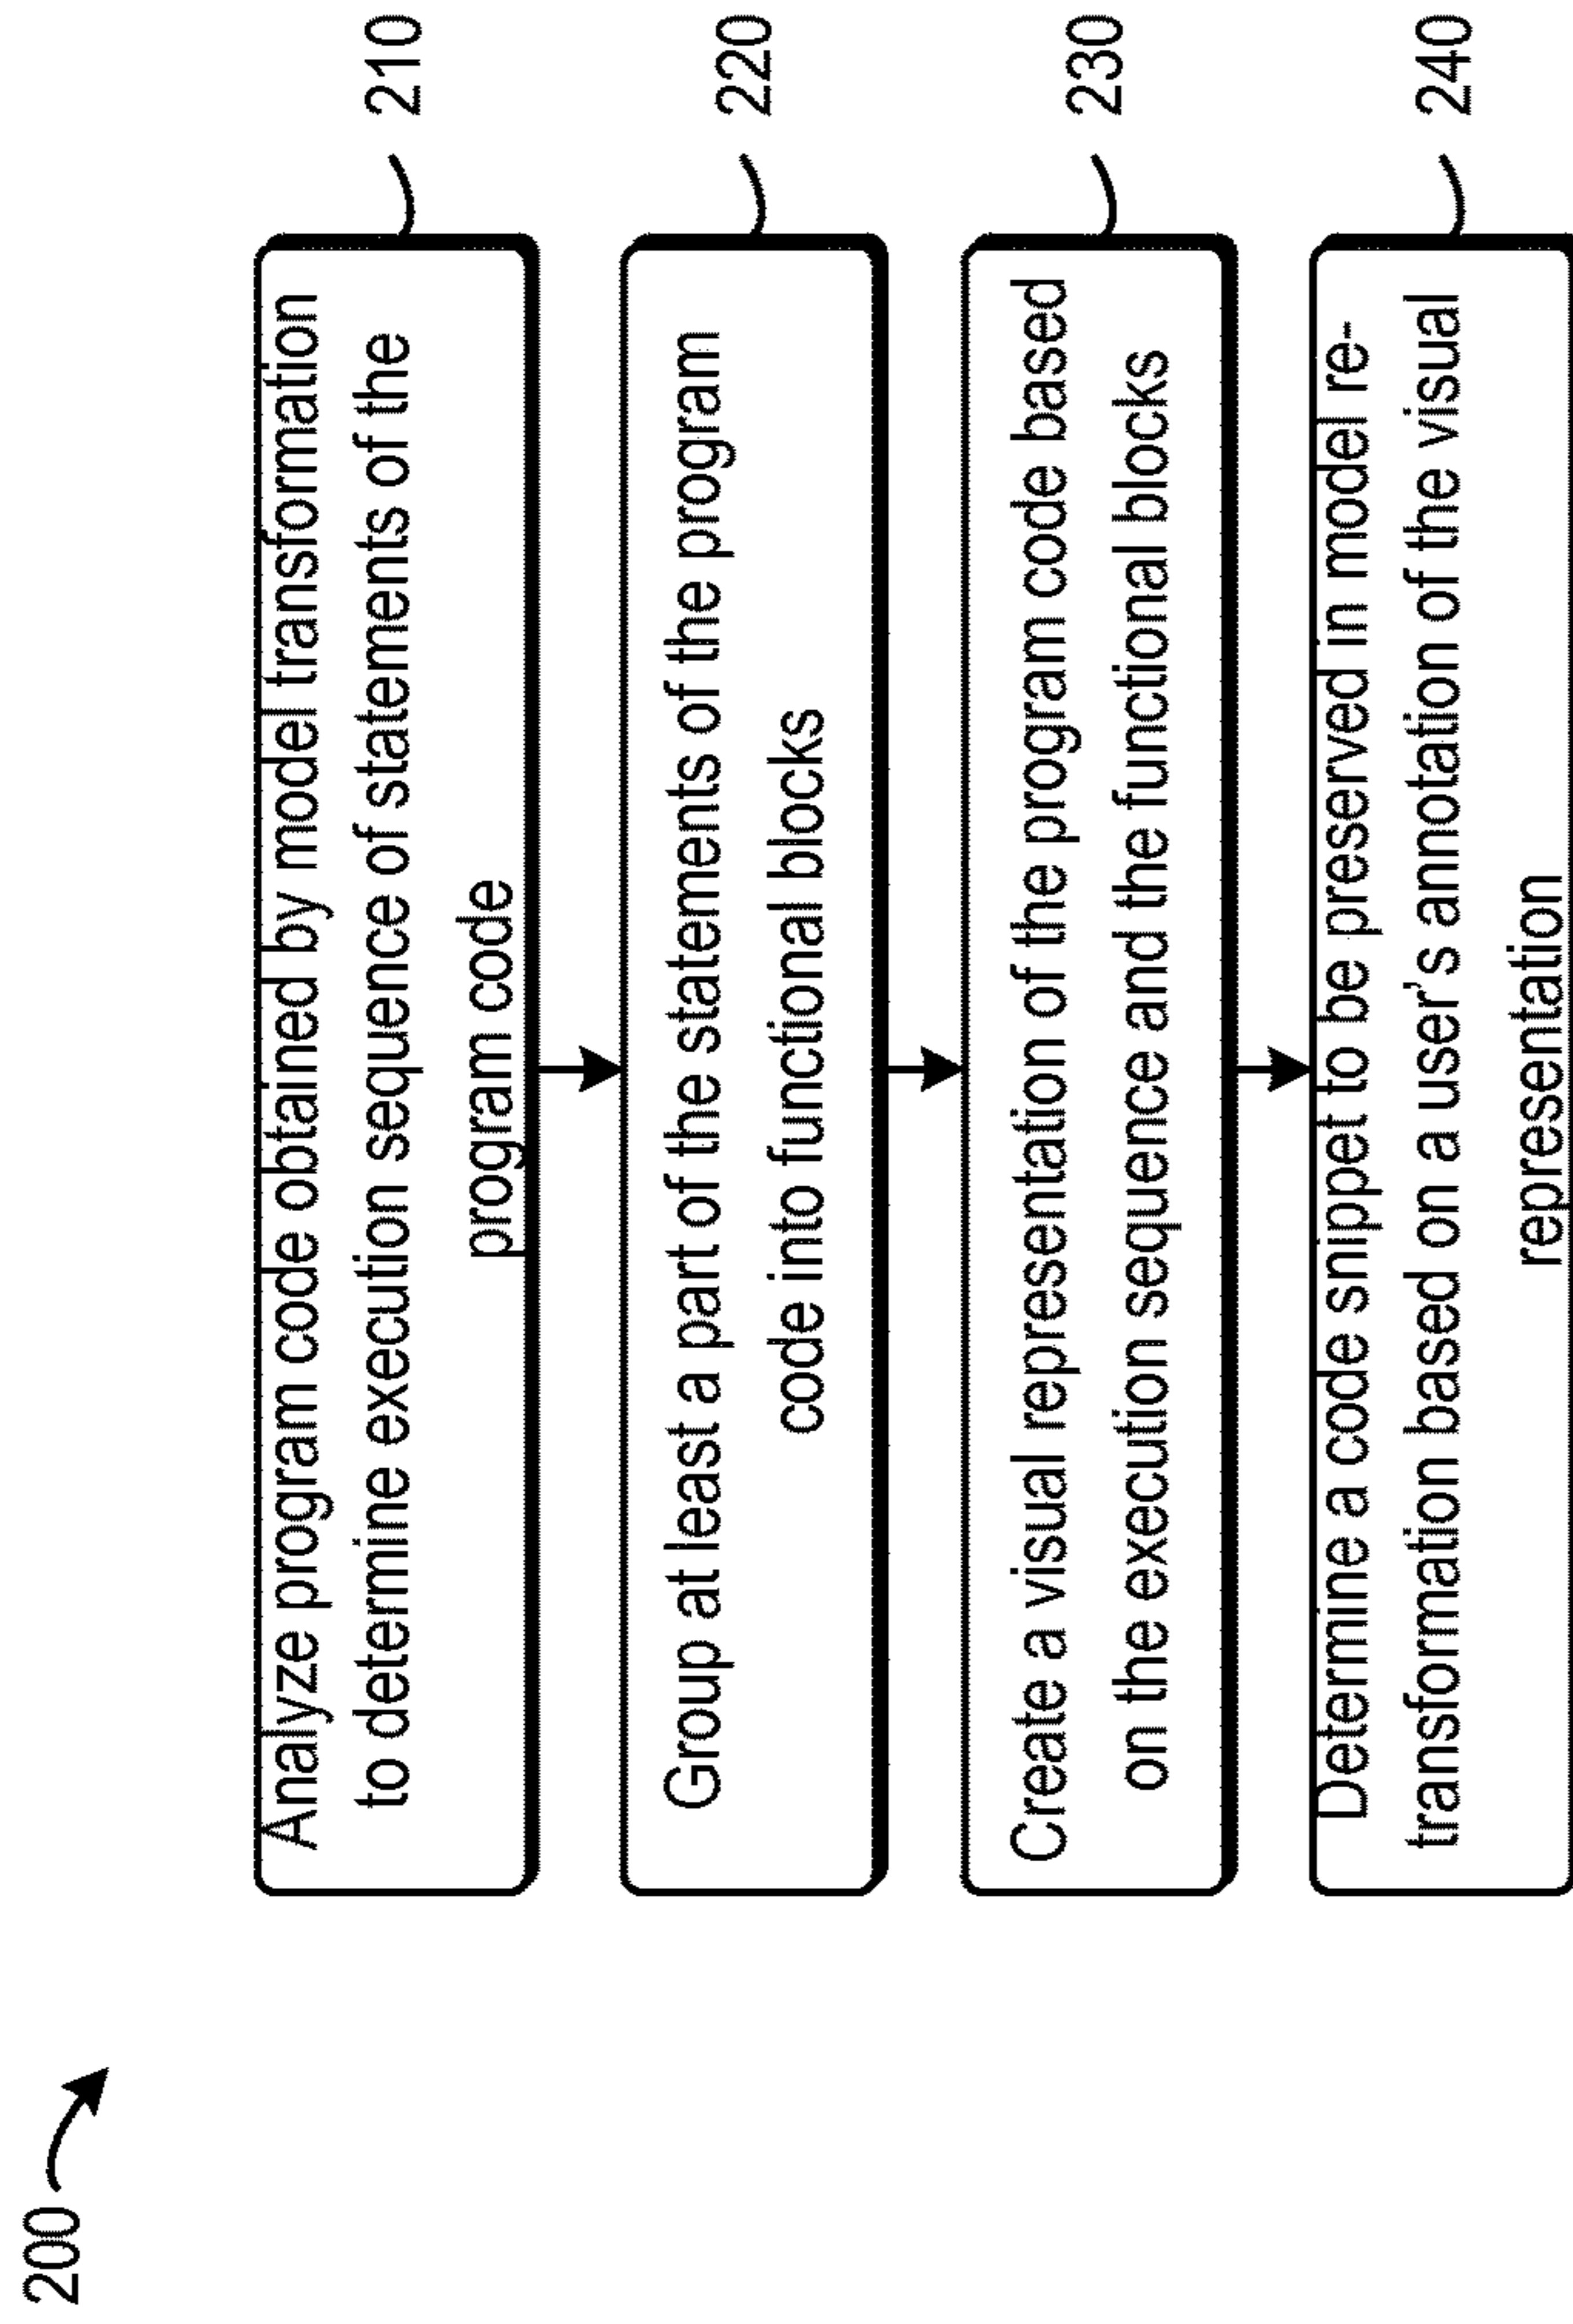 200
Analyze program code obtained by model transformation
to determine execution sequence of statements of the
program code
210
Group at least a part of the statements of the program
code into functional blocks
220
Create a visual representation of the program code based
on the execution sequence and the functional blocks
230
Determine a code snippet to be preserved in model re-
transformation based on a user's annotation of the visual
representation
240